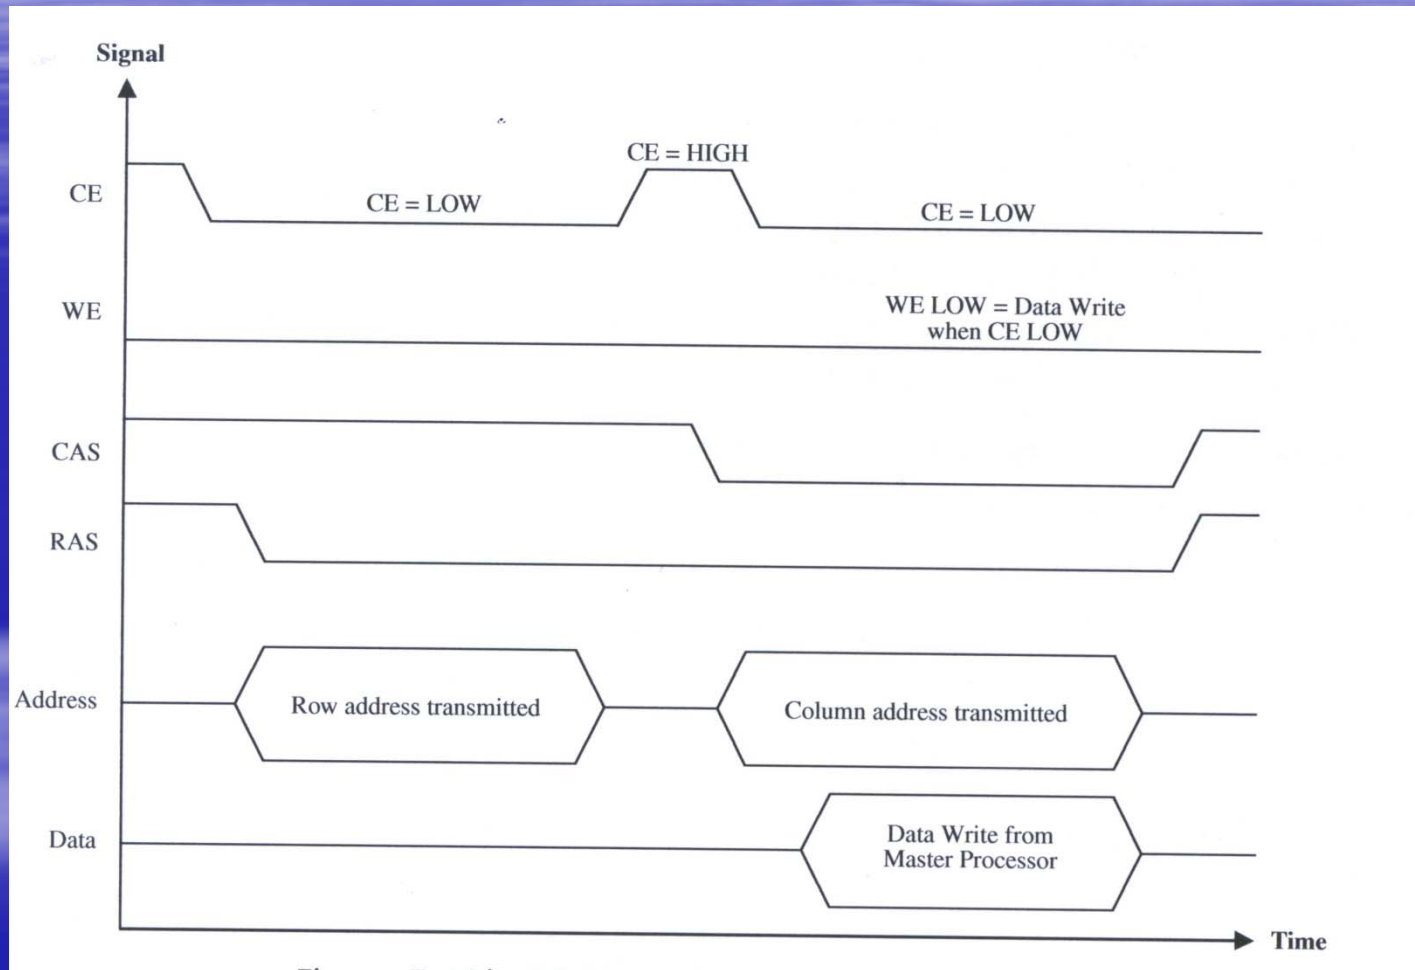 Signal
CE = HIGH
CE
CE = LOW
CE = LOW
WE
WE LOW = Data Write
when CE LOW
CAS
RAS
Address
Row address transmitted
Column address transmitted
Data
Data Write from
Master Processor
Time